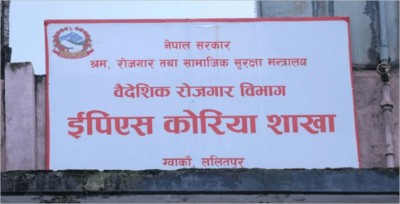 नेपाल सरकार
श्रम, रोजगार तथा सामाजिक सुरक्षा मन्त्रालय
वैदेशिक रोजगार विभाग
ईपिएस कोरिया शाखा
ग्वार्को, ललितपुर